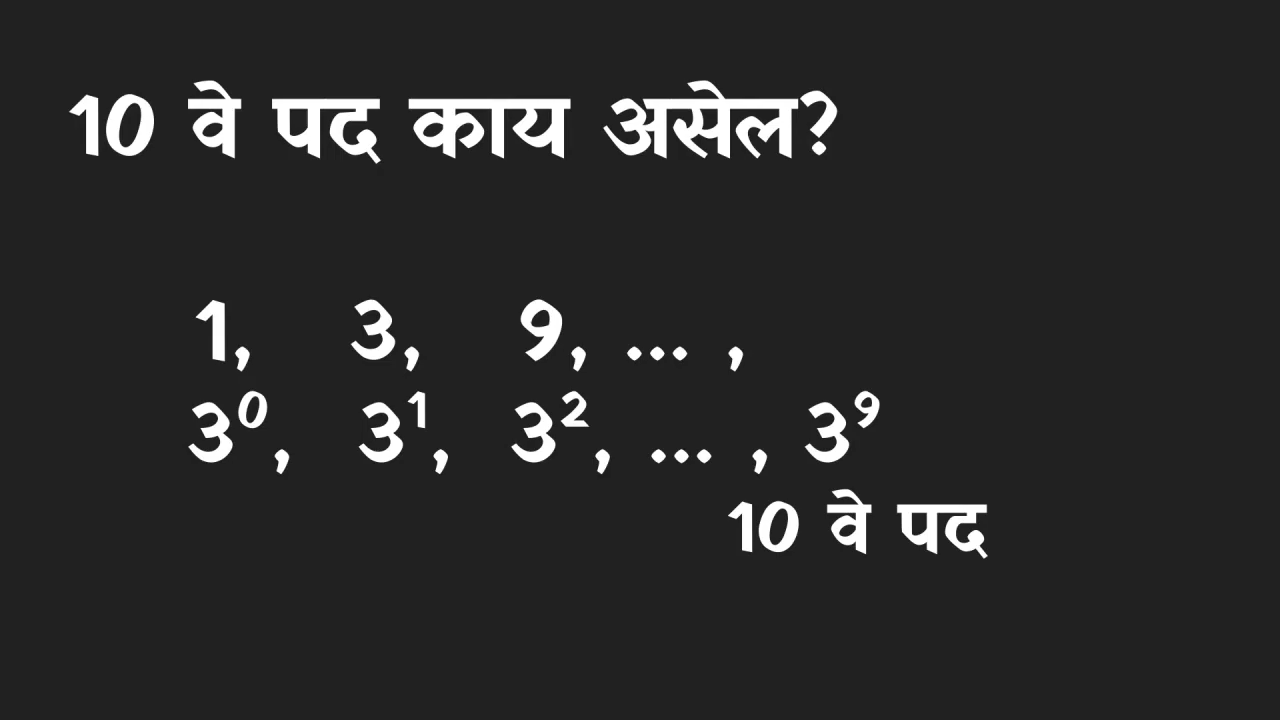 10 वे पद काय असेल?
1, 3, 9, ... ,
3⁰, 3¹, 3², ... , 3⁹
10 वे पद